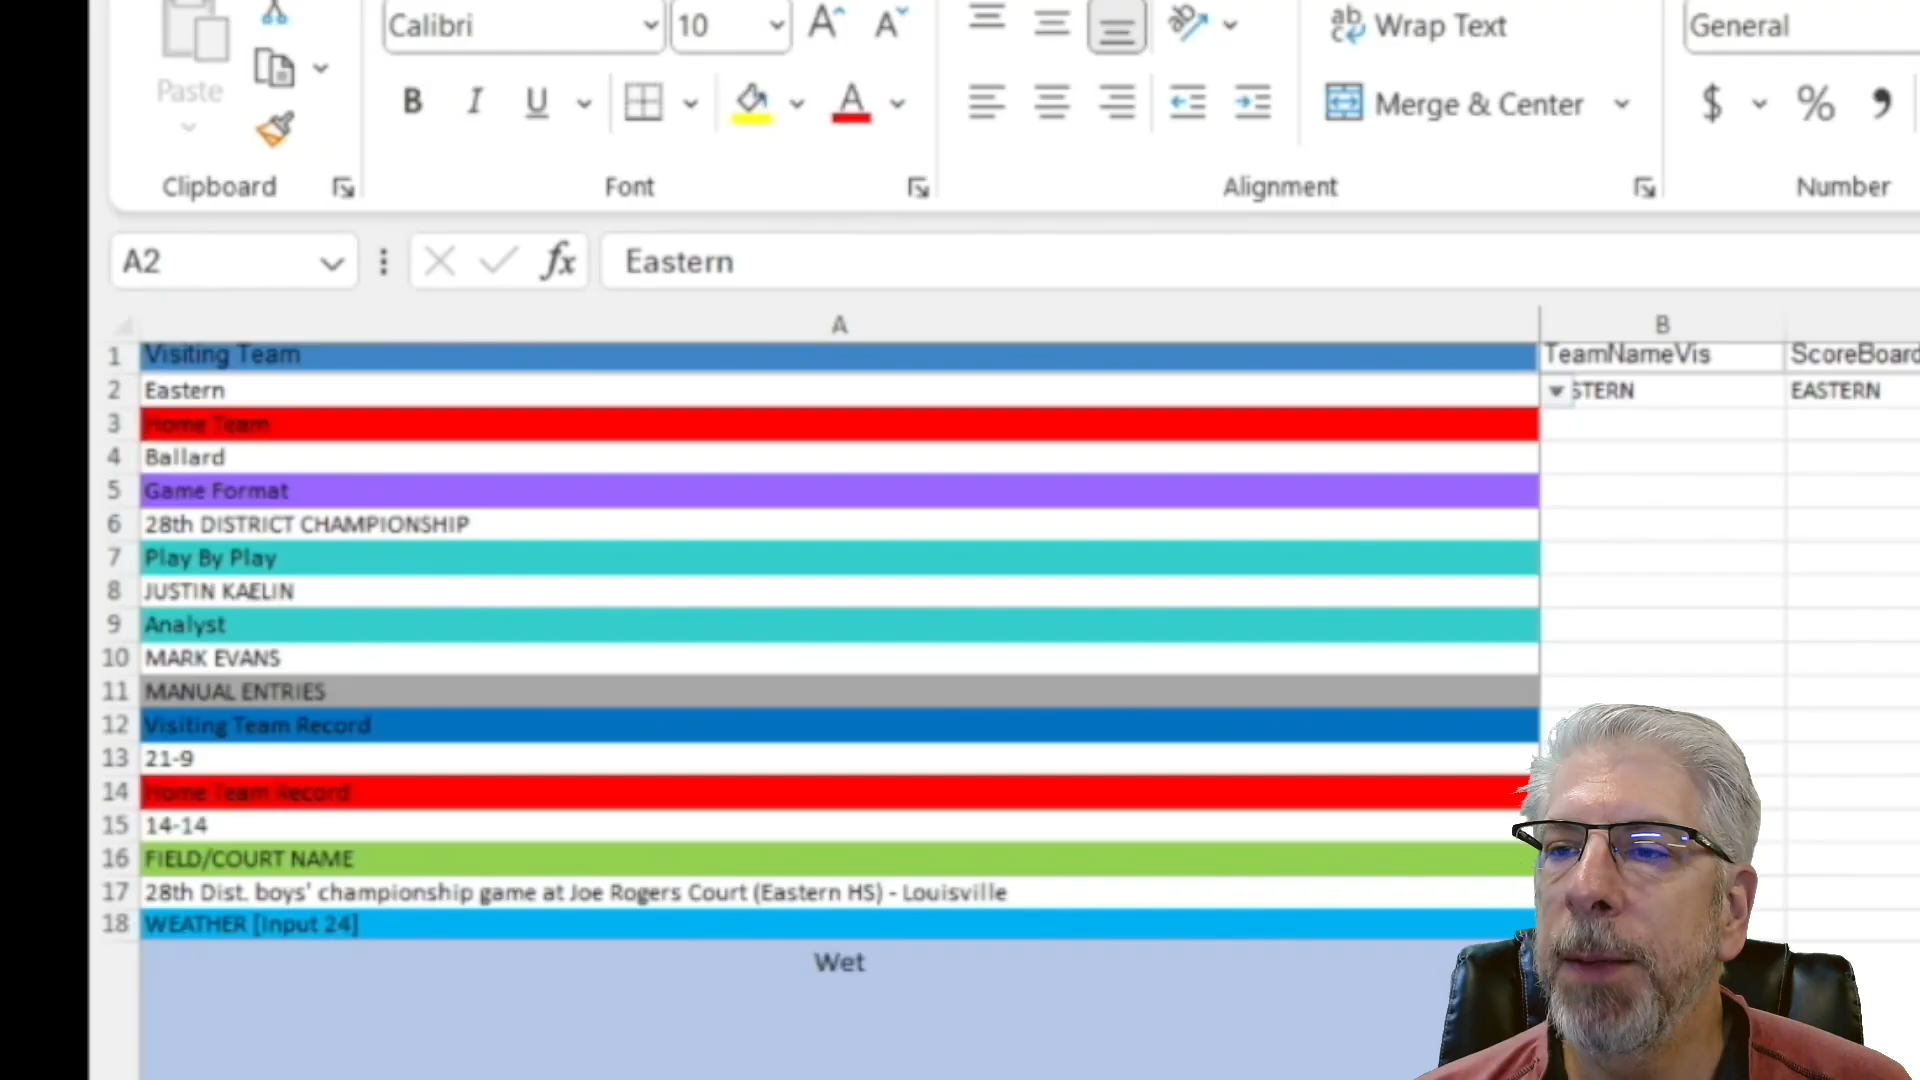 Calibri
10
A
A
ab
ab
c
Wrap Text
General
Paste
B
I
U
A
Merge & Center
$
%
,
Clipboard
Font
Alignment
Number
A2
fx
Eastern
A
B
1
Visiting Team
TeamNameVis
ScoreBoard
2
Eastern
STERN
EASTERN
3
Home Team
4
Ballard
5
Game Format
6
28th DISTRICT CHAMPIONSHIP
7
Play By Play
8
JUSTIN KAELIN
9
Analyst
10
MARK EVANS
11
MANUAL ENTRIES
12
Visiting Team Record
13
21-9
14
Home Team Record
15
14-14
16
FIELD/COURT NAME
17
28th Dist. boys' championship game at Joe Rogers Court (Eastern HS) - Louisville
18
WEATHER [Input 24]
Wet